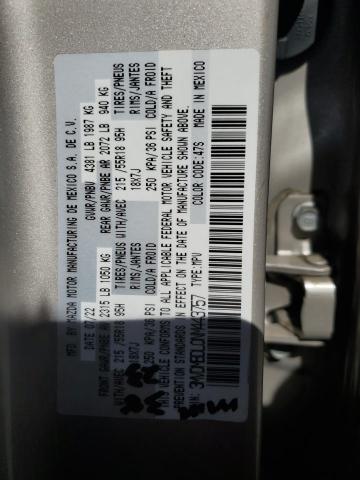 MFD. BY MAZDA MOTOR MANUFACTURING DE MEXICO S.A. DE C.V.
DATE: 07/22 GVWR/PNBV 4381 LB 1987 KG
FRONT GAWR/PNBE AV 2315 LB 1050 KG REAR GAWR/PNBE AR 2072 LB 940 KG
WITH/AVEC 215 /55R18 95H TIRES/PNEUS WITH/AVEC 215 /55R18 95H TIRES/PNEUS
18X7J RIMS/JANTES 18X7J RIMS/JANTES
250 KPA/36 PSI COLD/A FROID 250 KPA/36 PSI COLD/A FROID
THIS VEHICLE CONFORMS TO ALL APPLICABLE FEDERAL MOTOR VEHICLE SAFETY AND THEFT
PREVENTION STANDARDS IN EFFECT ON THE DATE OF MANUFACTURE SHOWN ABOVE.
VIN: 3MVDMBDL0NM443757 TYPE: MPV COLOR CODE: 47S MADE IN MEXICO